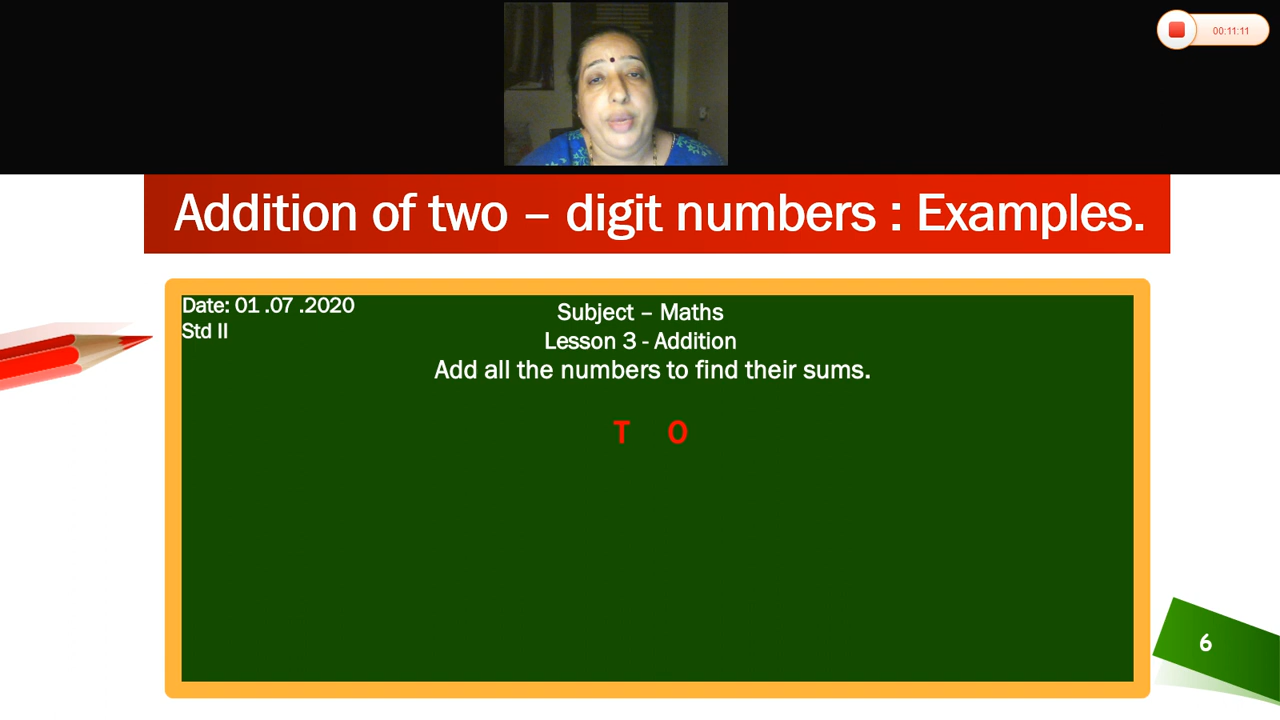 00:11:11
Addition of two – digit numbers : Examples.
Date: 01 .07 .2020
Std II
Subject – Maths
Lesson 3 - Addition
Add all the numbers to find their sums.
T O
6